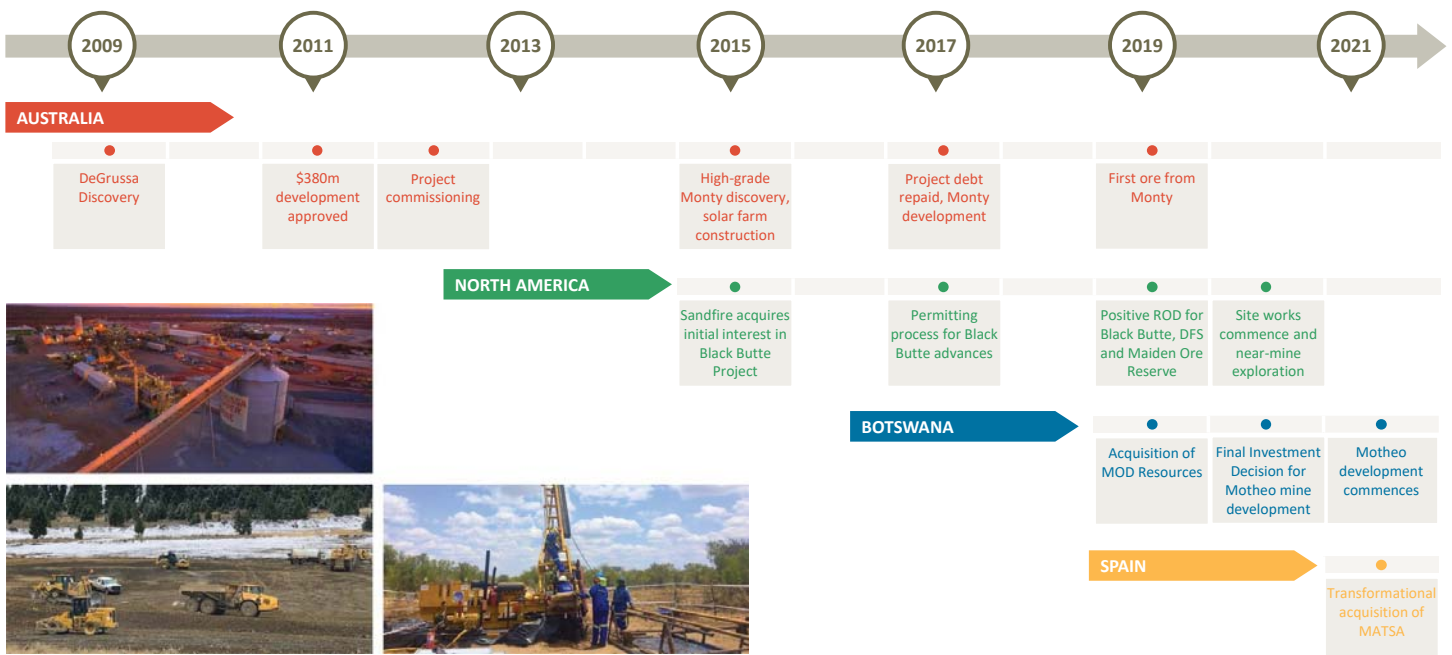 2009
2011
2013
2015
2017
2019
2021
AUSTRALIA
DeGrussa
Discovery
$380m
development
approved
Project
commissioning
High-grade
Monty discovery,
solar farm
construction
Project debt
repaid, Monty
development
First ore from
Monty
NORTH AMERICA
Sandfire acquires
initial interest in
Black Butte
Project
Permitting
process for Black
Butte advances
Positive ROD for
Black Butte, DFS
and Maiden Ore
Reserve
Site works
commence and
near-mine
exploration
BOTSWANA
Acquisition of
MOD Resources
Final Investment
Decision for
Motheo mine
development
Motheo
development
commences
SPAIN
Transformational
acquisition of
MATSA